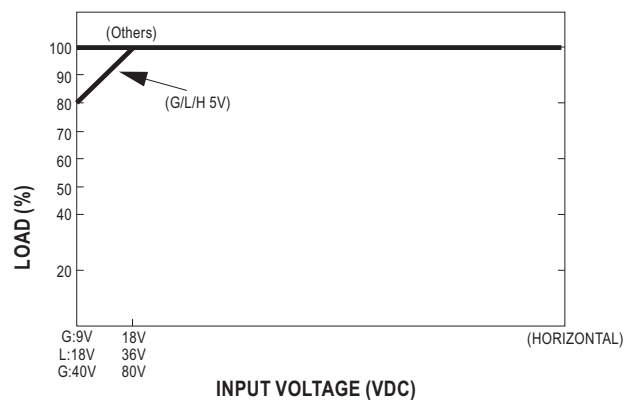 (Others)
100
90
(G/L/H 5V)
80
70
60
50
40
20
LOAD (%)
G:9V 18V (HORIZONTAL)
L:18V 36V
G:40V 80V
INPUT VOLTAGE (VDC)